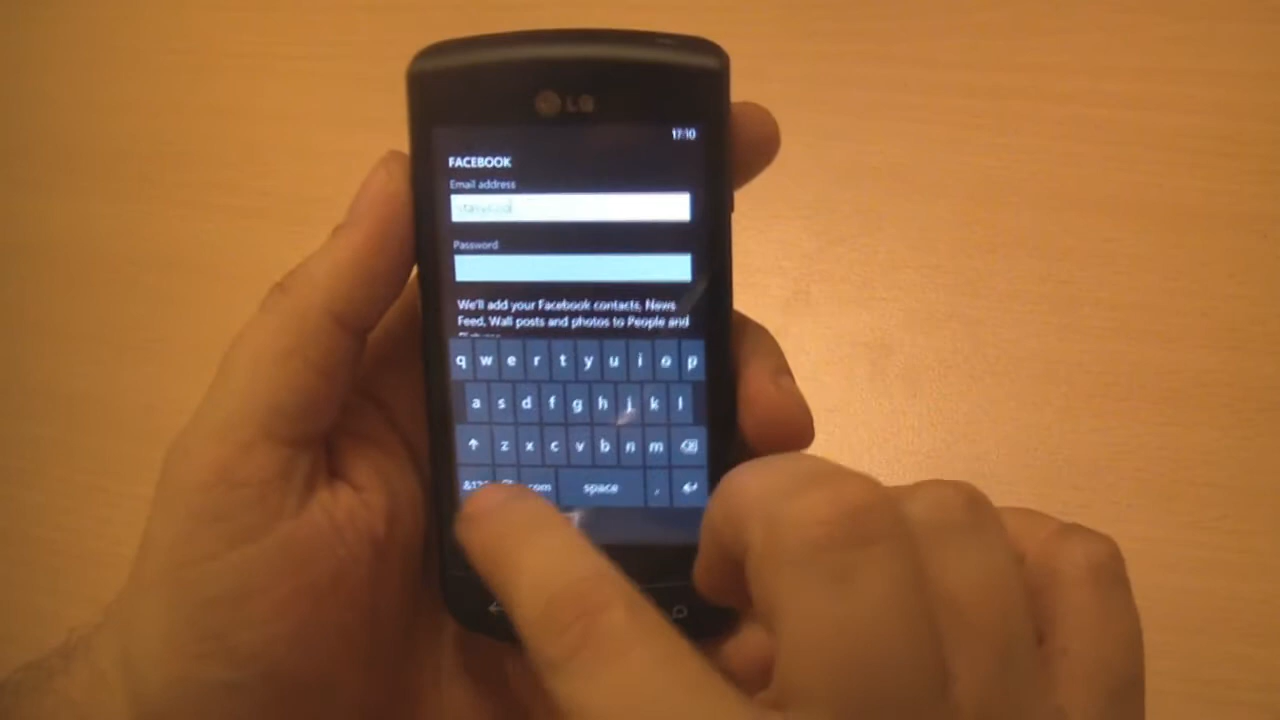 LG
17:10
FACEBOOK
Email address
Password
We'll add your Facebook contacts, News
Feed, Wall posts and photos to People and
q w e r t y u i o p
a s d f g h j k l
z x c v b n m
&123 @ .com space ,